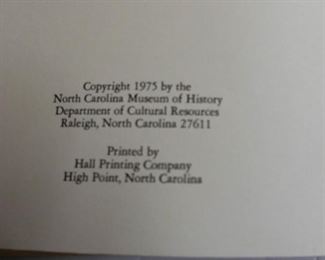 Copyright 1975 by the
North Carolina Museum of History
Department of Cultural Resources
Raleigh, North Carolina 27611
Printed by
Hall Printing Company
High Point, North Carolina